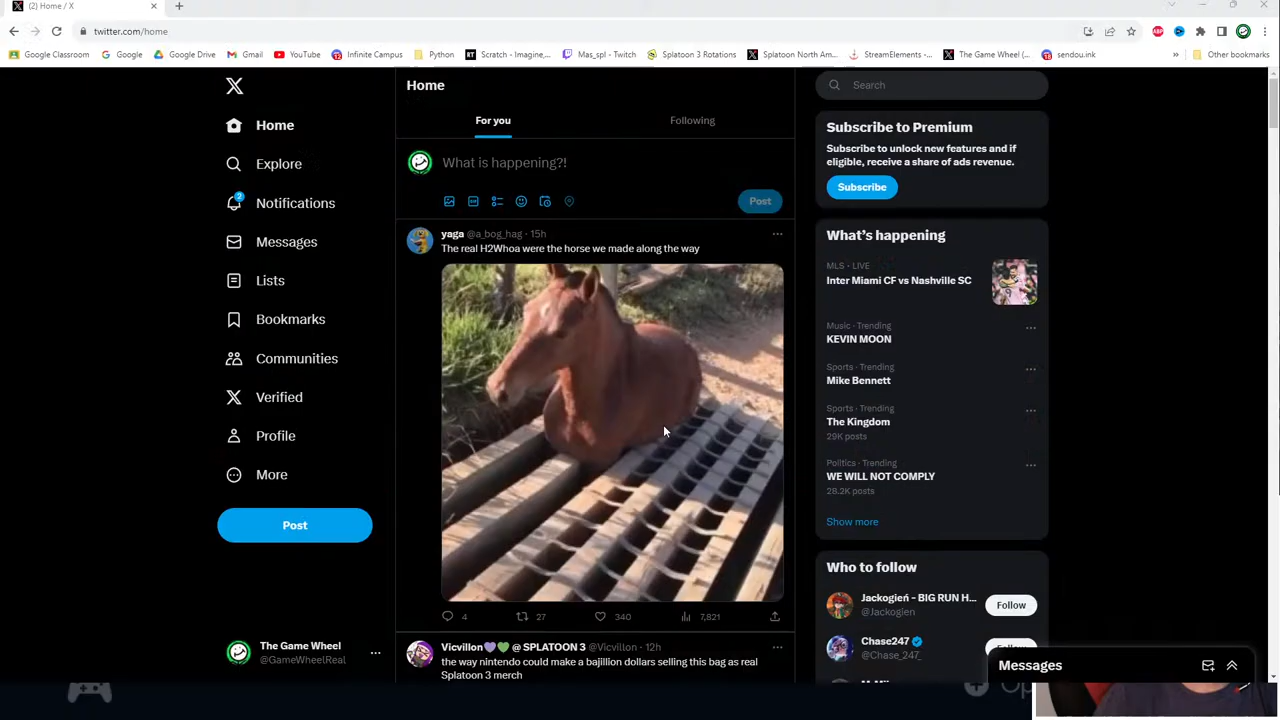 (2) Home / X
twitter.com/home
Google Classroom
Google
Google Drive
Gmail
YouTube
Infinite Campus
Python
Scratch - Imagine,...
Mas_spl - Twitch
Splatoon 3 Rotations
Splatoon North Am...
StreamElements - ...
The Game Wheel (...
sendou.ink
Other bookmarks
Home
Explore
2
Notifications
Messages
Lists
Bookmarks
Communities
Verified
Profile
More
Post
The Game Wheel
@GameWheelReal
Home
For you
Following
What is happening?!
Post
yaga @a_bog_hag · 15h
The real H2Whoa were the horse we made along the way
4
27
340
7,821
Vicvillon💜💚 @ SPLATOON 3 @Vicvillon · 12h
the way nintendo could make a bajillion dollars selling this bag as real
Splatoon 3 merch
Search
Subscribe to Premium
Subscribe to unlock new features and if
eligible, receive a share of ads revenue.
Subscribe
What's happening
MLS · LIVE
Inter Miami CF vs Nashville SC
Music · Trending
KEVIN MOON
Sports · Trending
Mike Bennett
Sports · Trending
The Kingdom
29K posts
Politics · Trending
WE WILL NOT COMPLY
28.2K posts
Show more
Who to follow
Jackogień - BIG RUN H...
@Jackogien
Follow
Chase247
@Chase_247_
Messages